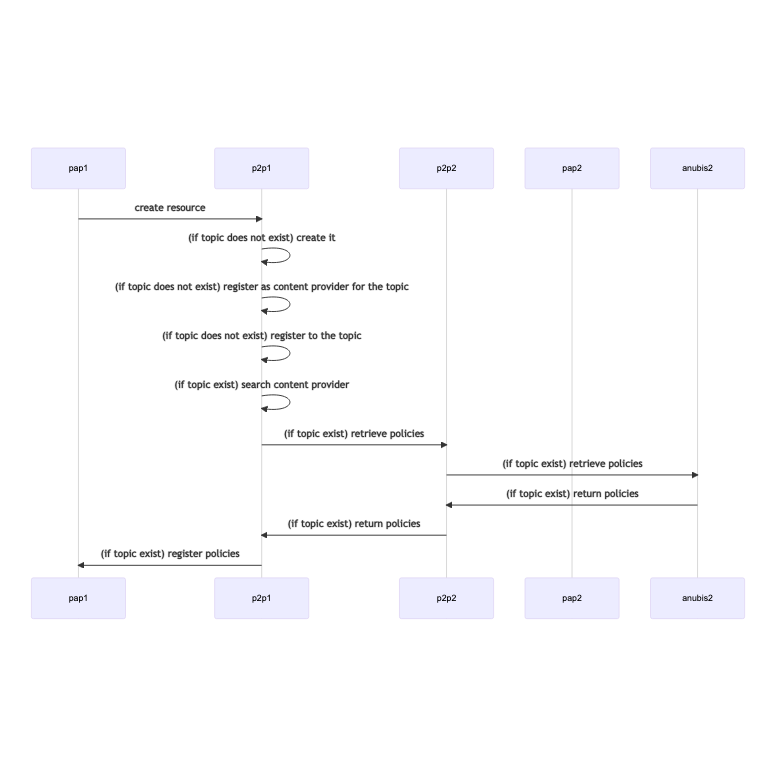 pap1
p2p1
p2p2
pap2
anubis2
create resource
(if topic does not exist) create it
(if topic does not exist) register as content provider for the topic
(if topic does not exist) register to the topic
(if topic exist) search content provider
(if topic exist) retrieve policies
(if topic exist) retrieve policies
(if topic exist) return policies
(if topic exist) return policies
(if topic exist) register policies
pap1
p2p1
p2p2
pap2
anubis2